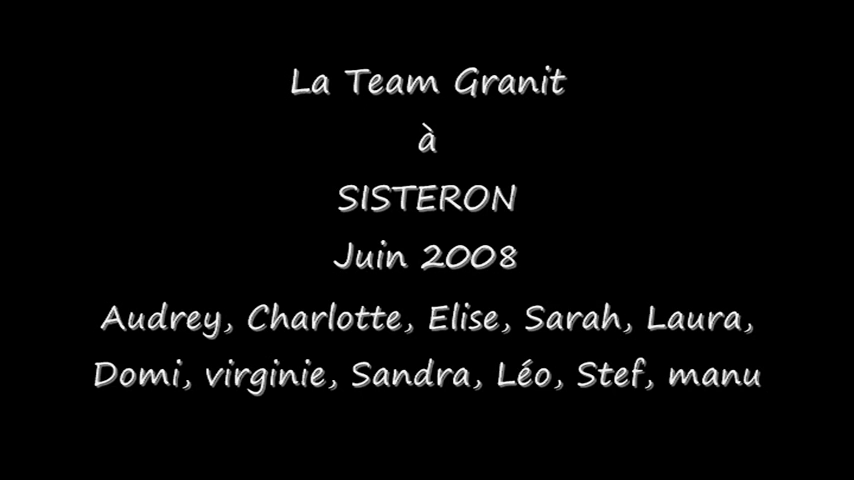 La Team Granit
à
SISTERON
Juin 2008
Audrey, Charlotte, Elise, Sarah, Laura,
Domi, virginie, Sandra, Léo, Stef, manu